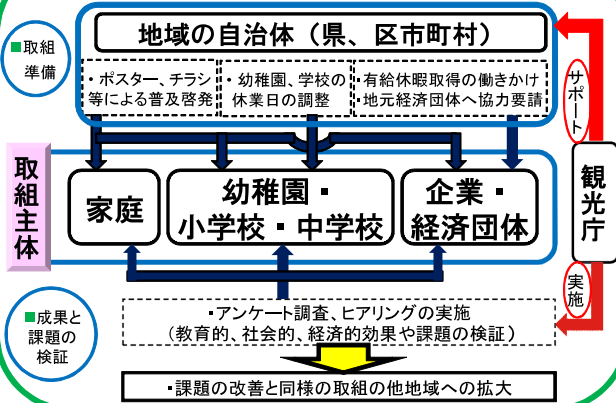 ■取組
準備
地域の自治体（県、区市町村）
・ポスター、チラシ
等による普及啓発
・幼稚園、学校の
休業日の調整
・有給休暇取得の働きかけ
・地元経済団体へ協力要請
サポート
取組主体
家庭
幼稚園・
小学校・中学校
企業・
経済団体
観光庁
実施
■成果と
課題の
検証
・アンケート調査、ヒアリングの実施
（教育的、社会的、経済的効果や課題の検証）
・課題の改善と同様の取組の他地域への拡大